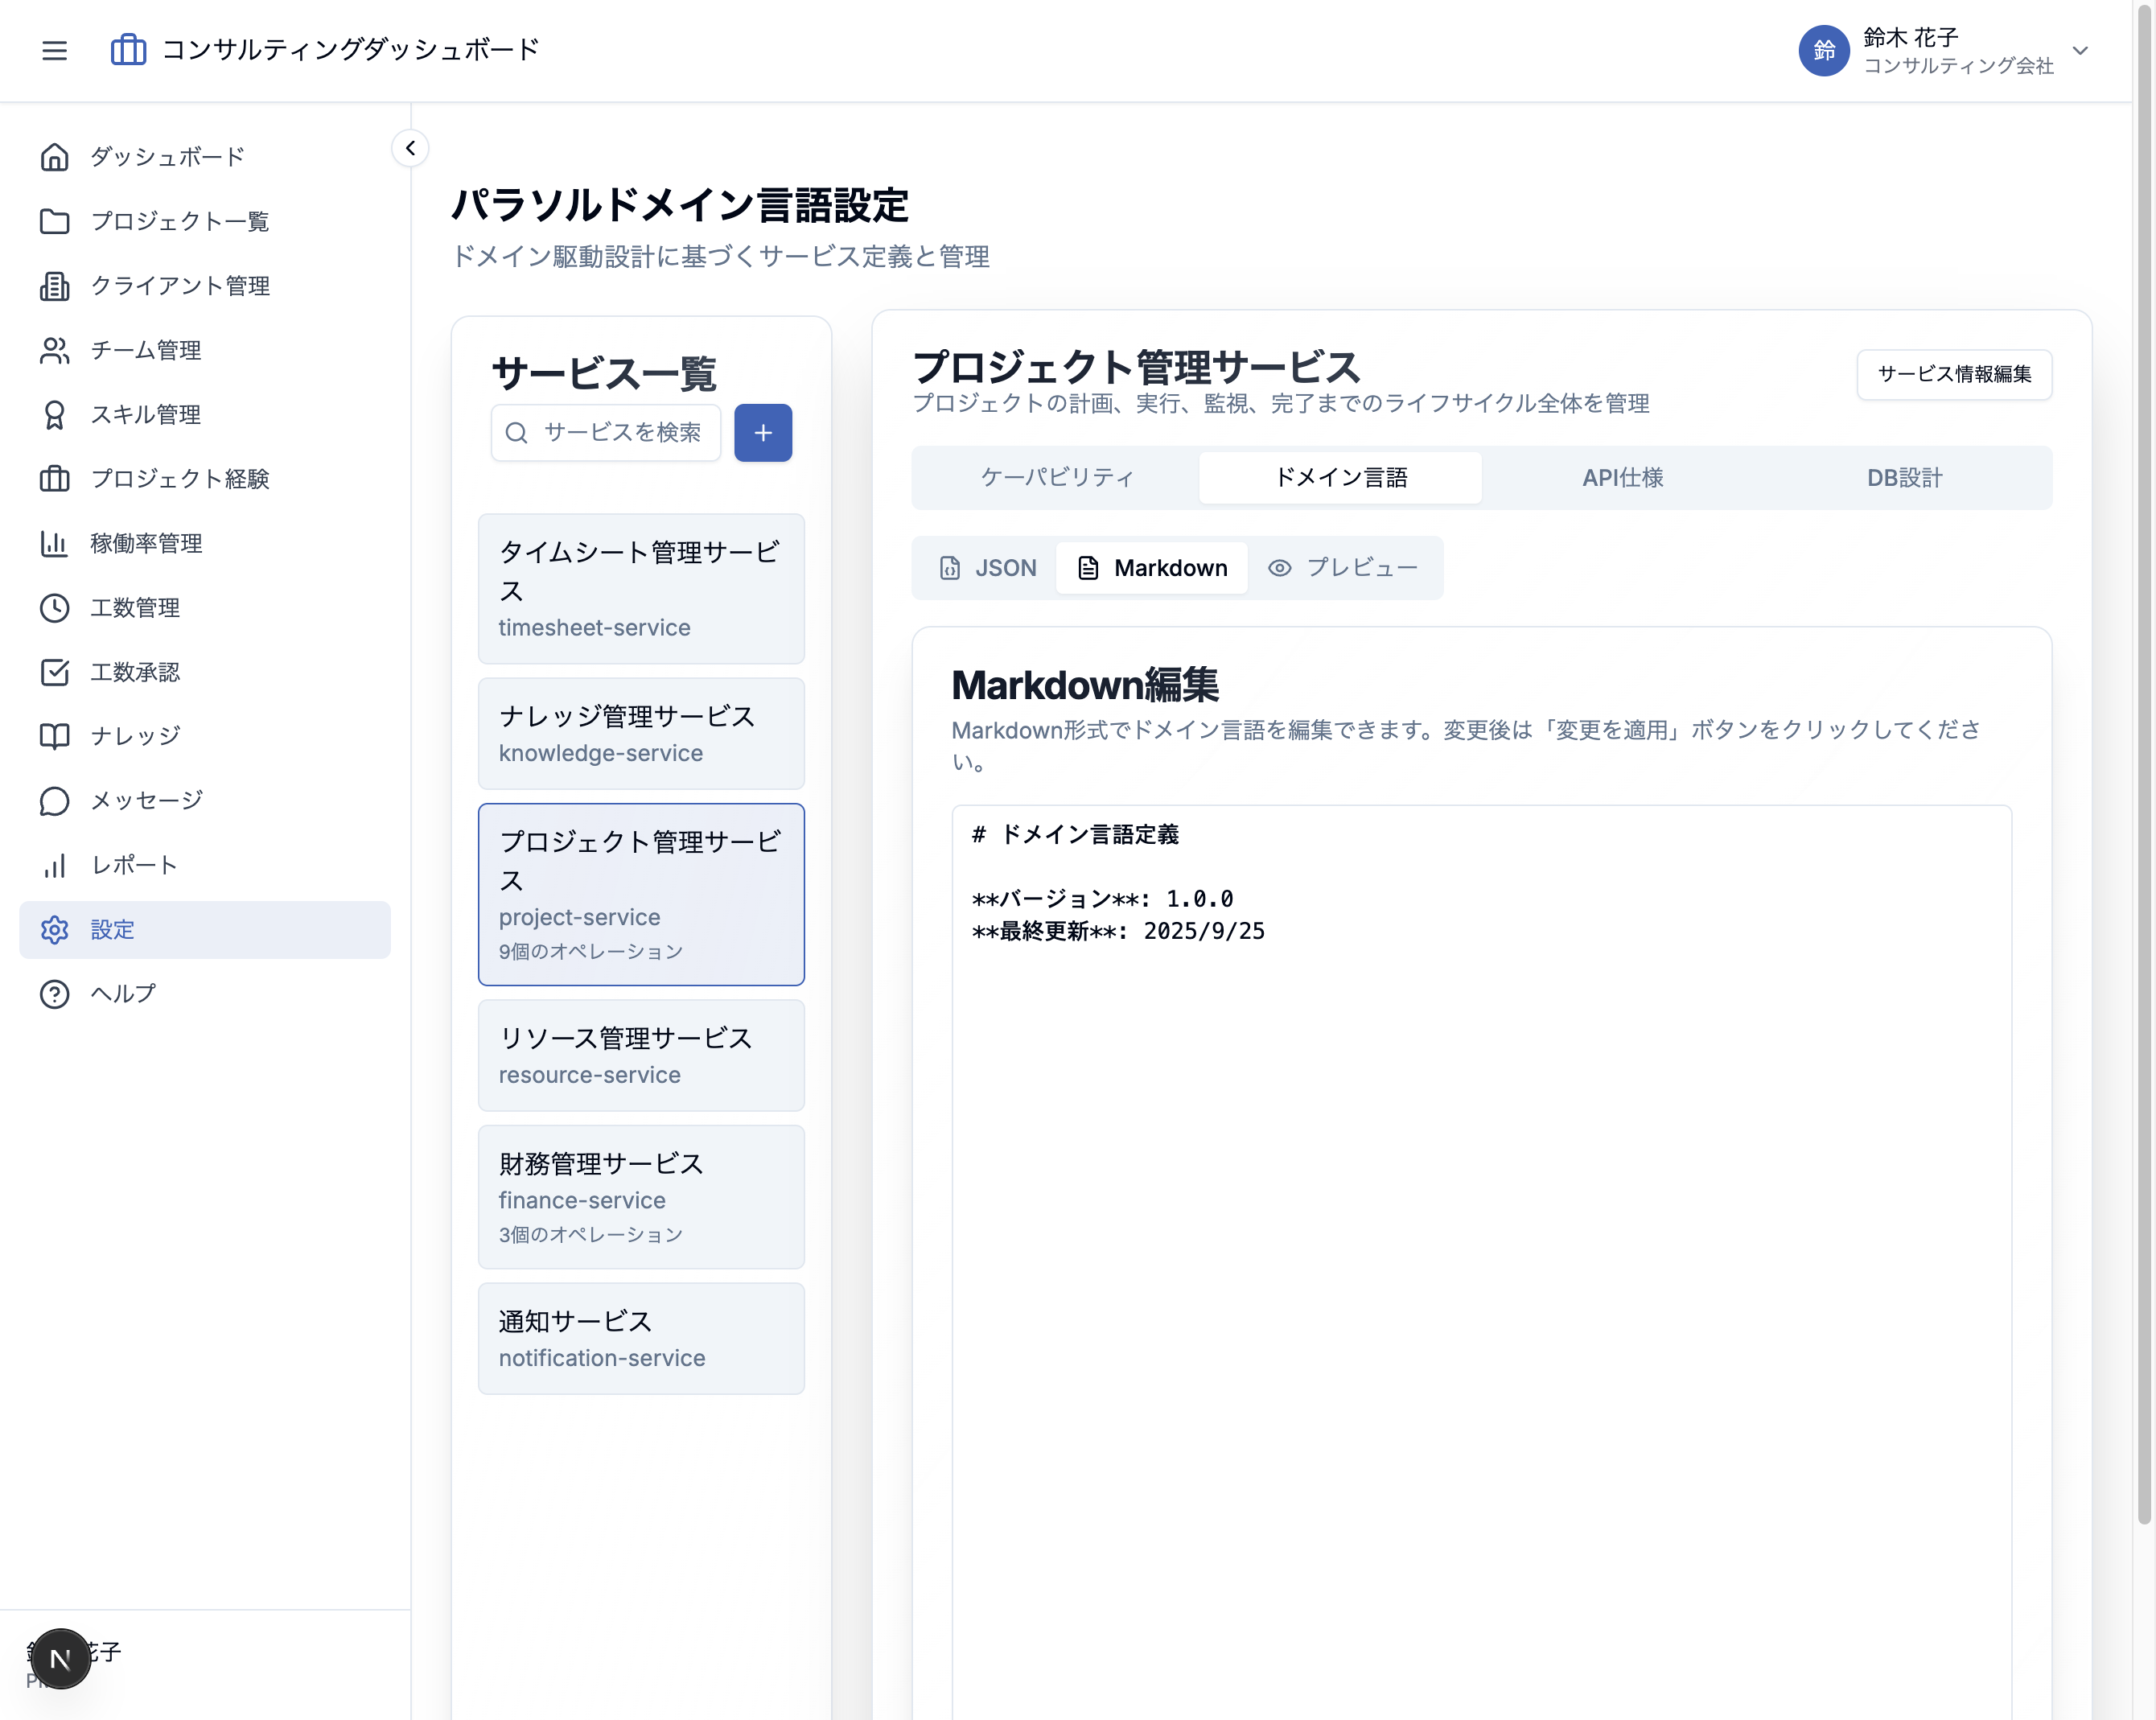 コンサルティングダッシュボード
鈴
鈴木 花子
コンサルティング会社
ダッシュボード
プロジェクト一覧
クライアント管理
チーム管理
スキル管理
プロジェクト経験
稼働率管理
工数管理
工数承認
ナレッジ
メッセージ
レポート
設定
ヘルプ
花子
N
パラソルドメイン言語設定
ドメイン駆動設計に基づくサービス定義と管理
サービス一覧
サービスを検索
タイムシート管理サービ
ス
timesheet-service
ナレッジ管理サービス
knowledge-service
プロジェクト管理サービ
ス
project-service
9個のオペレーション
リソース管理サービス
resource-service
財務管理サービス
finance-service
3個のオペレーション
通知サービス
notification-service
プロジェクト管理サービス
プロジェクトの計画、実行、監視、完了までのライフサイクル全体を管理
サービス情報編集
ケーパビリティ
ドメイン言語
API仕様
DB設計
JSON
Markdown
プレビュー
Markdown編集
Markdown形式でドメイン言語を編集できます。変更後は「変更を適用」ボタンをクリックしてくださ
い。
# ドメイン言語定義
**バージョン**: 1.0.0
**最終更新**: 2025/9/25